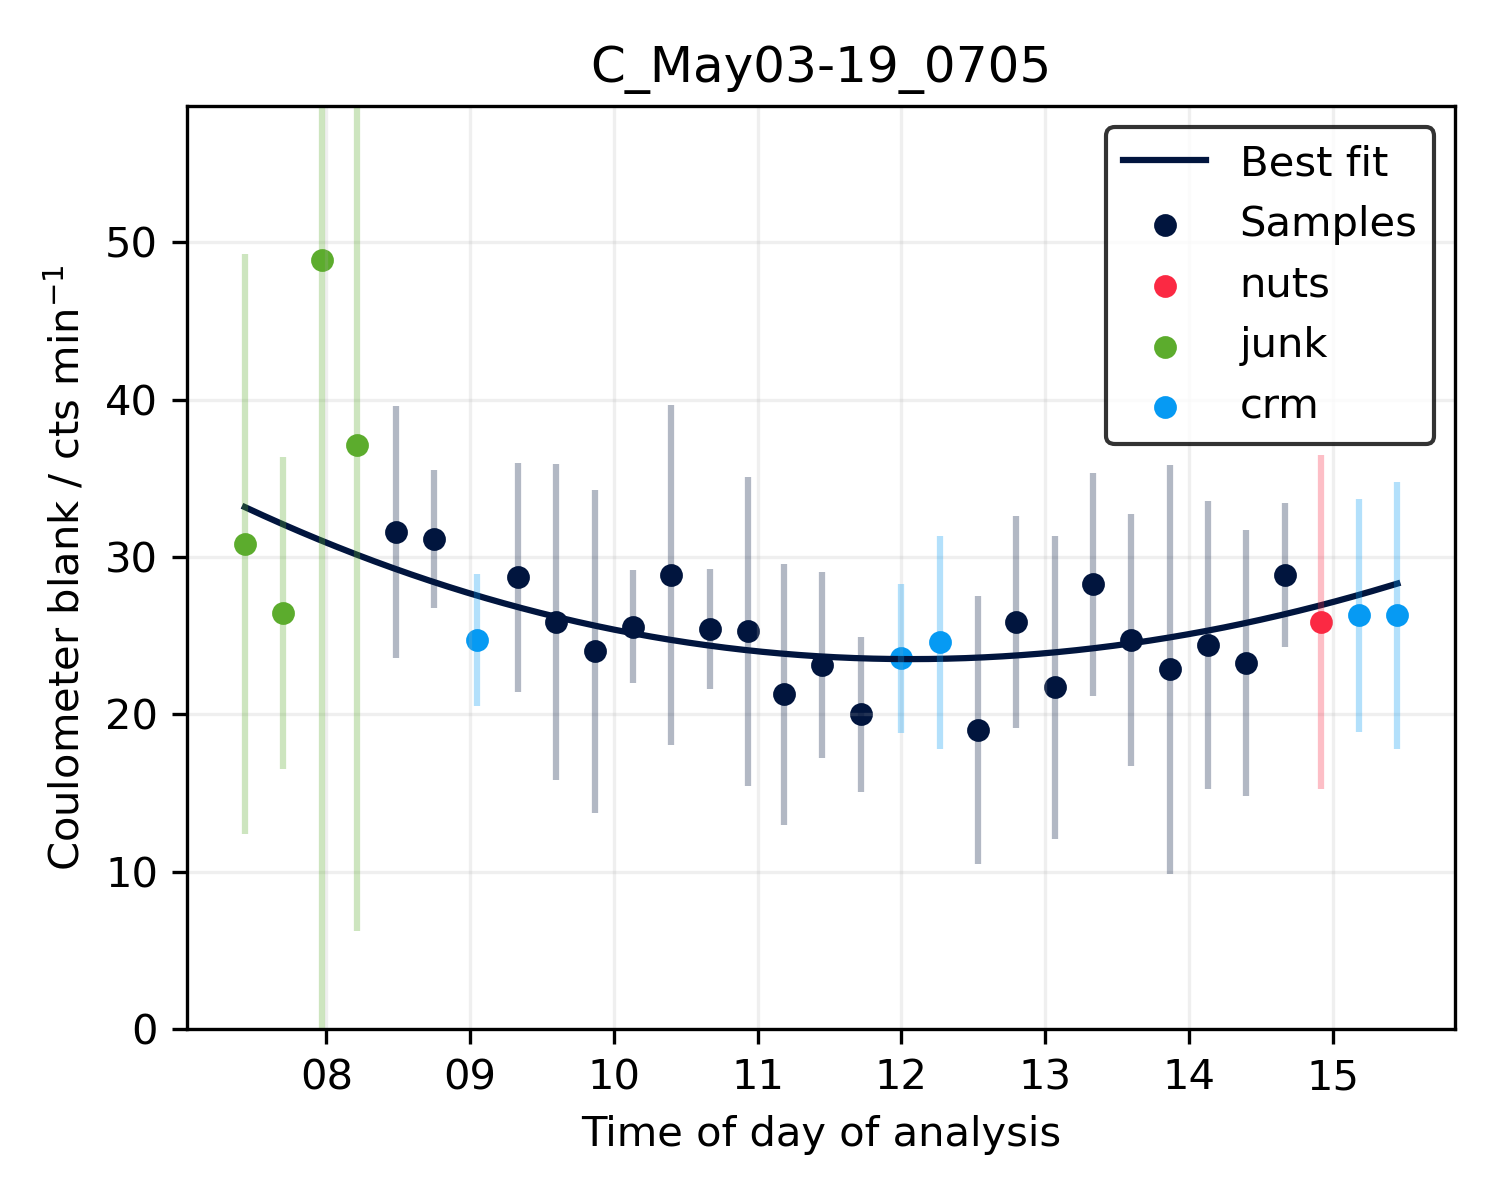 C_May03-19_0705
Best fit
Samples
nuts
junk
crm
Coulometer blank / cts min⁻¹
50
40
30
20
10
0
08 09 10 11 12 13 14 15
Time of day of analysis